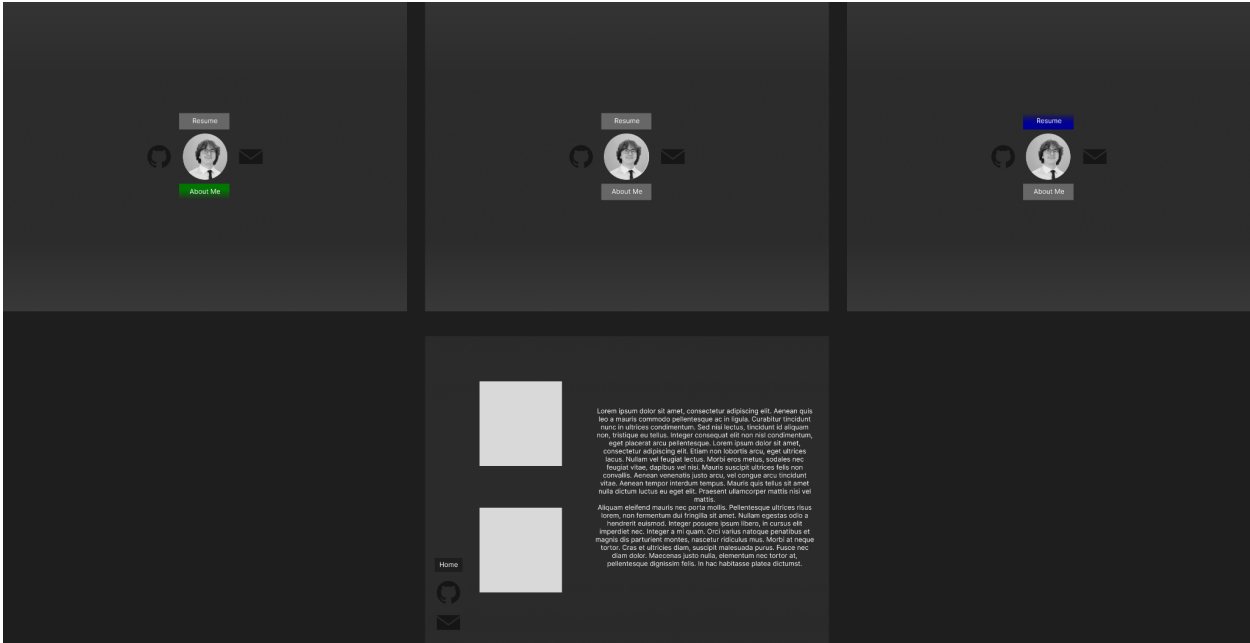 Resume
About Me
Resume
About Me
Resume
About Me
Lorem ipsum dolor sit amet, consectetur adipiscing elit. Aenean quis
leo a mauris commodo pellentesque ac in ligula. Curabitur tincidunt
nunc in ultrices condimentum. Sed nisi lectus, tincidunt id aliquam
non, tristique eu tellus. Integer consequat elit non nisl condimentum,
eget placerat arcu pellentesque. Lorem ipsum dolor sit amet,
consectetur adipiscing elit. Etiam non lobortis arcu, eget ultrices
lacus. Nullam vel feugiat lectus. Morbi eros metus, sodales nec
feugiat vitae, dapibus vel nisi. Mauris suscipit ultrices felis non
convallis. Aenean venenatis justo arcu, vel congue arcu tincidunt
vitae. Aenean tempor interdum tempus. Mauris quis tellus sit amet
nulla dictum luctus eu eget elit. Praesent ullamcorper mattis nisi vel
mattis.
Aliquam eleifend mauris nec porta mollis. Pellentesque ultrices risus
lorem, non fermentum dui fringilla sit amet. Nullam egestas odio a
hendrerit euismod. Integer posuere ipsum libero, in cursus elit
imperdiet nec. Integer a mi quam. Orci varius natoque penatibus et
magnis dis parturient montes, nascetur ridiculus mus. Morbi at neque
tortor. Cras et ultricies diam, suscipit malesuada purus. Fusce nec
diam dolor. Maecenas justo nulla, elementum nec tortor at,
pellentesque dignissim felis. In hac habitasse platea dictumst.
Home